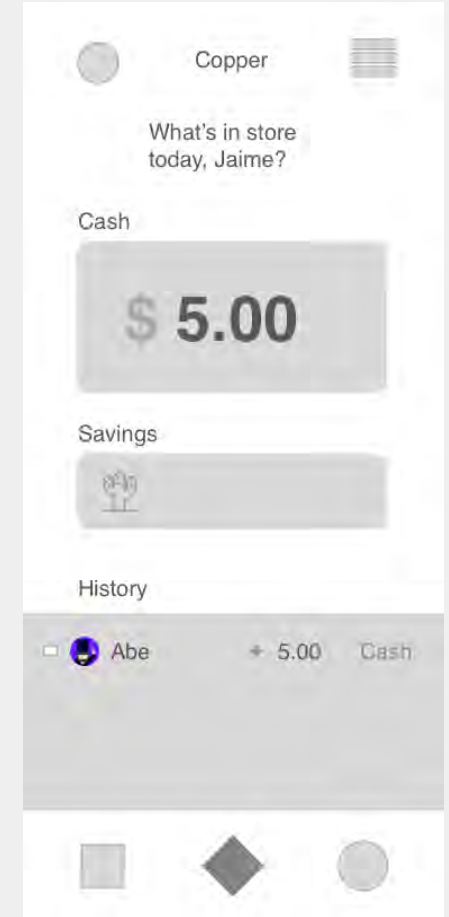 Copper
What's in store
today, Jaime?
Cash
$ 5.00
Savings
History
Abe + 5.00 Cash